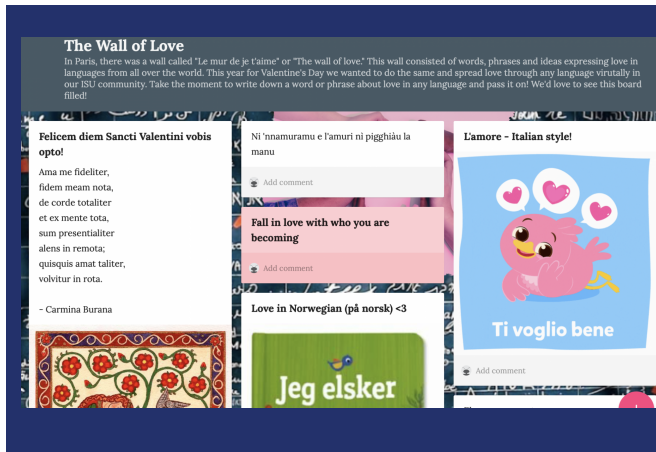 The Wall of Love
In Paris, there was a wall called "Le mur de je t'aime" or "The wall of love." This wall consisted of words, phrases and ideas expressing love in
languages from all over the world. This year for Valentine's Day we wanted to do the same and spread love through any language virutally in
our ISU community. Take the moment to write down a word or phrase about love in any language and pass it on! We'd love to see this board
filled!
Felicem diem Sancti Valentini vobis
opto!
Ama me fideliter,
fidem meam nota,
de corde totaliter
et ex mente tota,
sum presentialiter
alens in remota;
quisquis amat taliter,
volvitur in rota.
- Carmina Burana
Ni 'nnamuramu e l'amuri ni pigghiàu la
manu
Add comment
Fall in love with who you are
becoming
Add comment
Love in Norwegian (på norsk) <3
Jeg elsker
L'amore - Italian style!
Ti voglio bene
Add comment